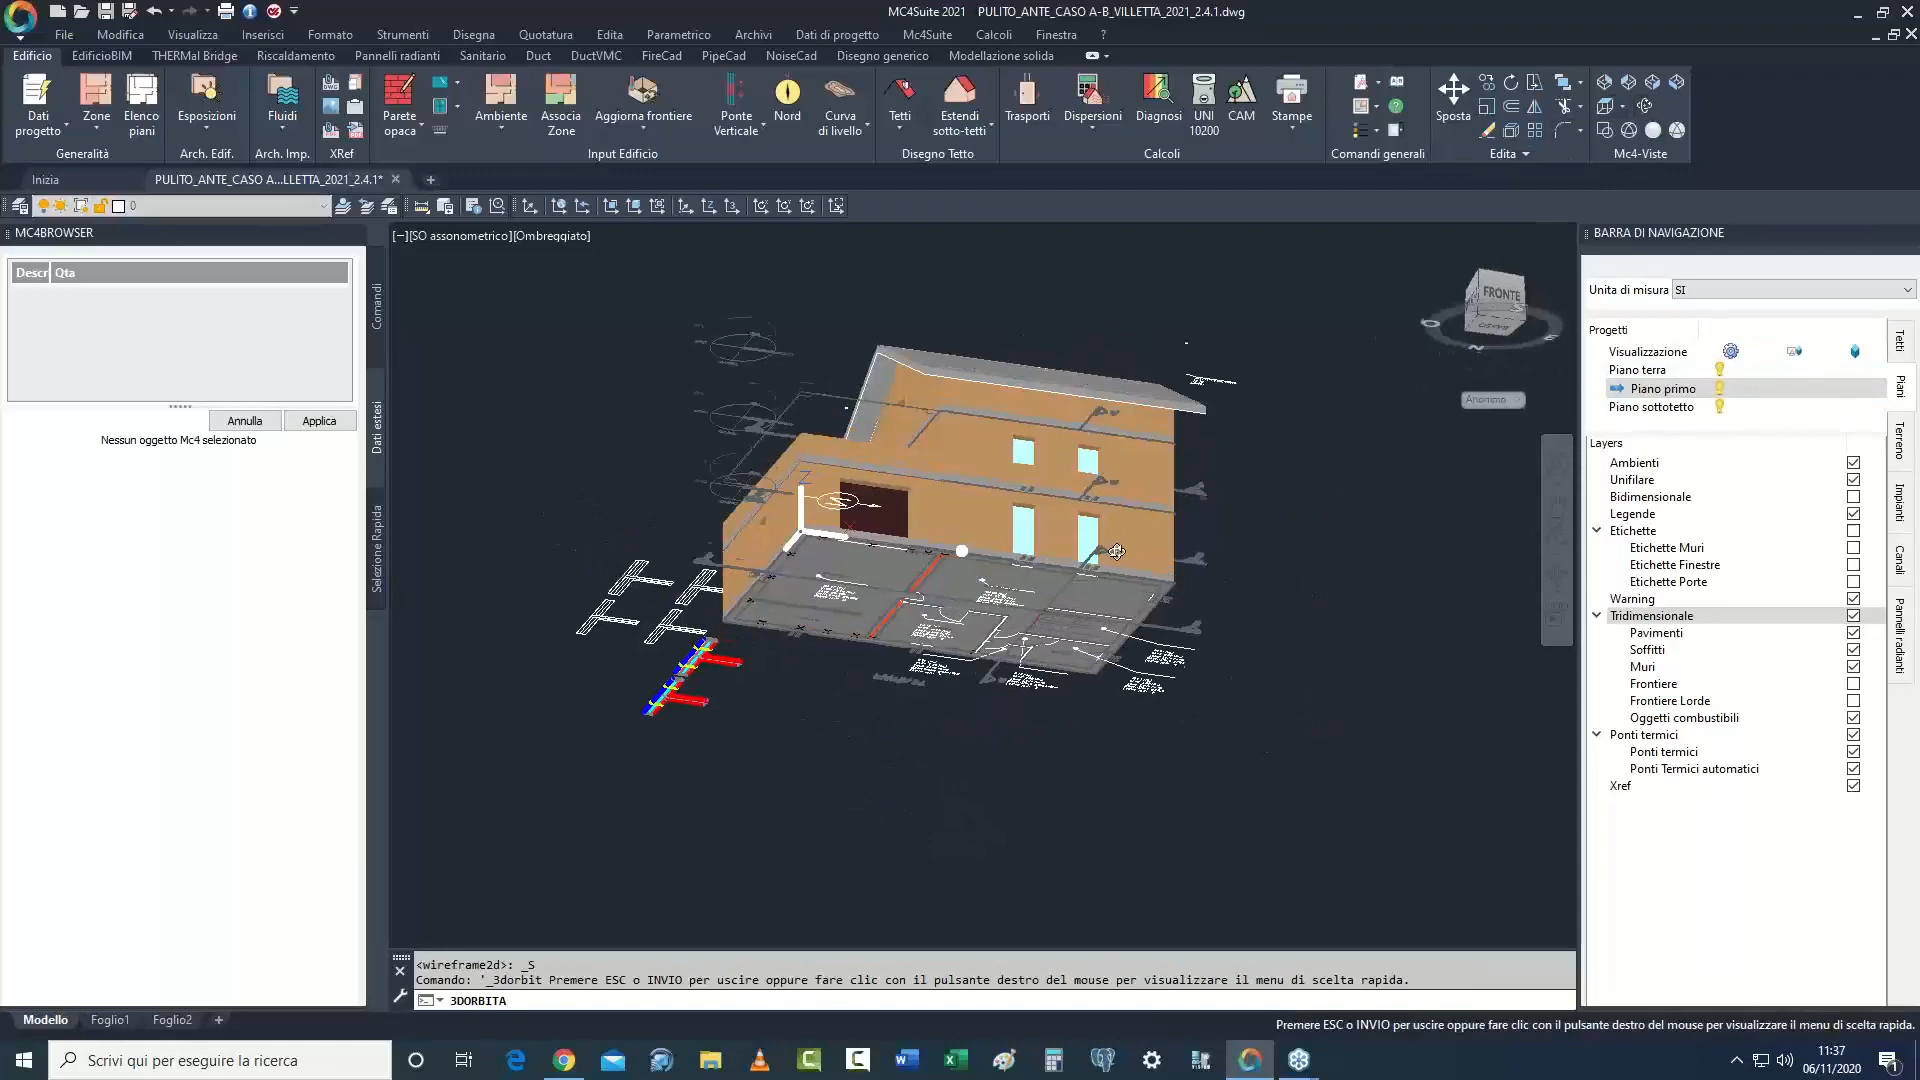 MC4Suite 2021 PULITO_ANTE_CASO A-B_VILLETTA_2021_2.4.1.dwg
File Modifica Visualizza Inserisci Formato Strumenti Disegna Quotatura Edita Parametrico Archivi Dati di progetto Mc4Suite Calcoli Finestra ?
Edificio EdificioBIM THERMal Bridge Riscaldamento Pannelli radianti Sanitario Duct DuctVMC FireCad PipeCad NoiseCad Disegno generico Modellazione solida
Dati progetto
Zone
Elenco piani
Esposizioni
Fluidi
Parete opaca
Ambiente
Associa Zone
Aggiorna frontiere
Ponte Verticale
Nord
Curva di livello
Tetti
Estendi sotto-tetti
Trasporti
Dispersioni
Diagnosi
UNI 10200
CAM
Stampe
Sposta
Generalità Arch. Edif. Arch. Imp. XRef Input Edificio Disegno Tetto Calcoli Comandi generali Edita Mc4-Viste
Inizia PULITO_ANTE_CASO A...LLETTA_2021_2.4.1*
0
MC4BROWSER
Descr Qta
Annulla Applica
Nessun oggetto Mc4 selezionato
Comandi
Dati estesi
Selezione Rapida
[−][SO assonometrico][Ombreggiato]
FRONTE
Anonimo
BARRA DI NAVIGAZIONE
Unita di misura SI
Progetti
Visualizzazione
Piano terra
Piano primo
Piano sottotetto
Layers
Ambienti
Unifilare
Bidimensionale
Legende
Etichette
Etichette Muri
Etichette Finestre
Etichette Porte
Warning
Tridimensionale
Pavimenti
Soffitti
Muri
Frontiere
Frontiere Lorde
Oggetti combustibili
Ponti termici
Ponti termici
Ponti Termici automatici
Xref
Tetti
Piani
Terreno
Impianti
Canali
Pannelli radianti
<wireframe2d>: _S
Comando: '_3dorbit Premere ESC o INVIO per uscire oppure fare clic con il pulsante destro del mouse per visualizzare il menu di scelta rapida.
3DORBITA
Modello Foglio1 Foglio2 +
Premere ESC o INVIO per uscire oppure fare clic con il pulsante destro del mouse per visualizzare il menu di scelta rapida.
Scrivi qui per eseguire la ricerca
11:37
06/11/2020